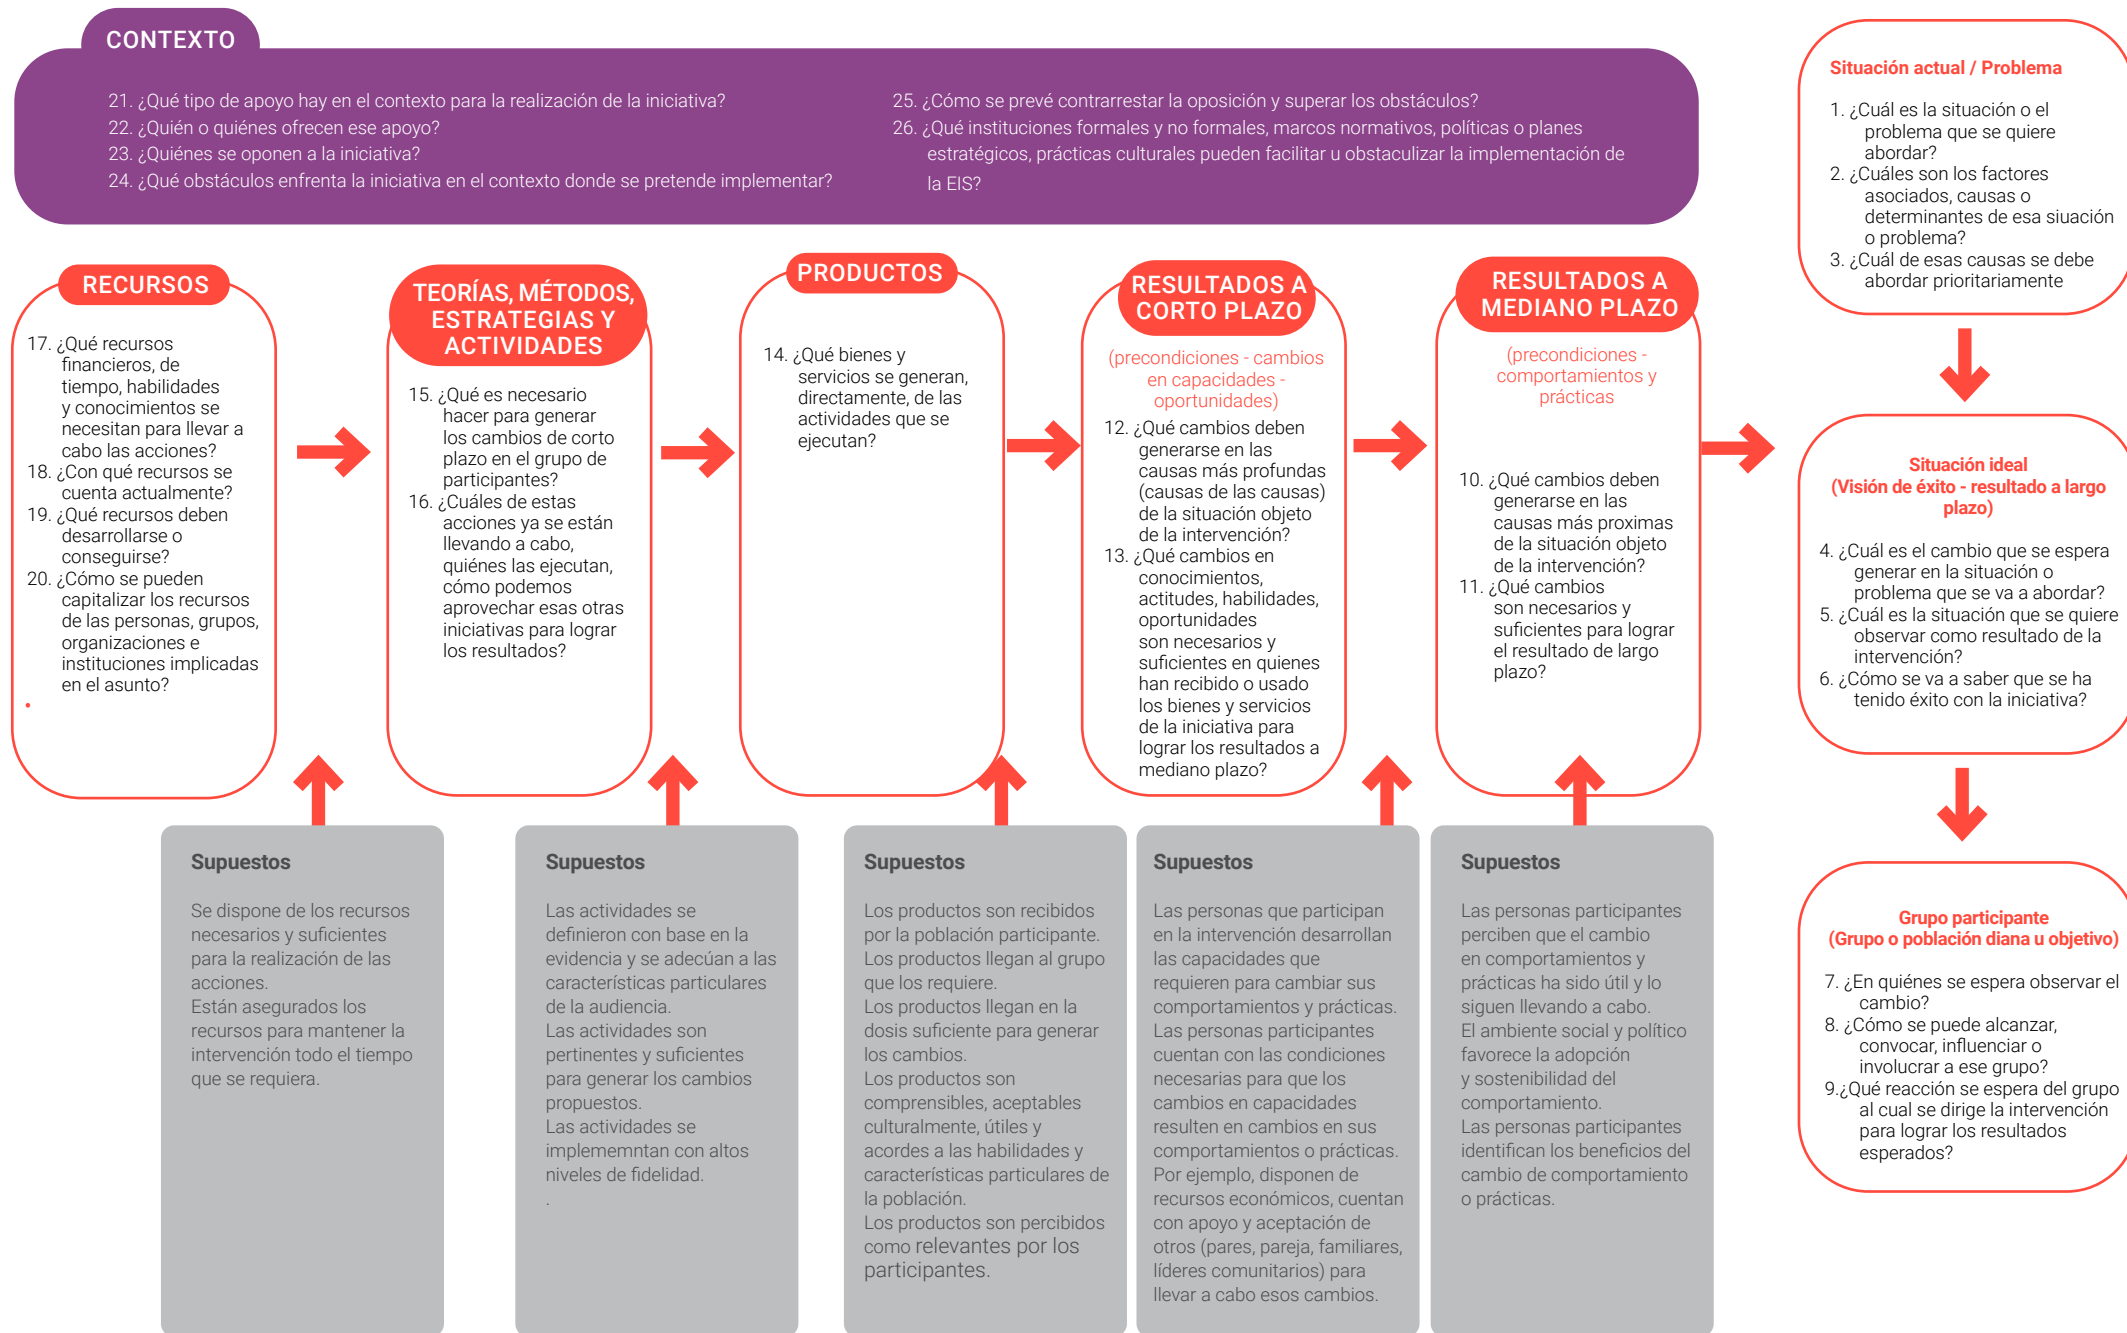 CONTEXTO
21. ¿Qué tipo de apoyo hay en el contexto para la realización de la iniciativa?
22. ¿Quién o quiénes ofrecen ese apoyo?
23. ¿Quiénes se oponen a la iniciativa?
24. ¿Qué obstáculos enfrenta la iniciativa en el contexto donde se pretende implementar?
25. ¿Cómo se prevé contrarrestar la oposición y superar los obstáculos?
26. ¿Qué instituciones formales y no formales, marcos normativos, políticas o planes
estratégicos, prácticas culturales pueden facilitar u obstaculizar la implementación de
la EIS?
RECURSOS
17. ¿Qué recursos
financieros, de
tiempo, habilidades
y conocimientos se
necesitan para llevar a
cabo las acciones?
18. ¿Con qué recursos se
cuenta actualmente?
19. ¿Qué recursos deben
desarrollarse o
conseguirse?
20. ¿Cómo se pueden
capitalizar los recursos
de las personas, grupos,
organizaciones e
instituciones implicadas
en el asunto?
•
TEORÍAS, MÉTODOS,
ESTRATEGIAS Y
ACTIVIDADES
15. ¿Qué es necesario
hacer para generar
los cambios de corto
plazo en el grupo de
participantes?
16. ¿Cuáles de estas
acciones ya se están
llevando a cabo,
quiénes las ejecutan,
cómo podemos
aprovechar esas otras
iniciativas para lograr
los resultados?
PRODUCTOS
14. ¿Qué bienes y
servicios se generan,
directamente, de las
actividades que se
ejecutan?
RESULTADOS A
CORTO PLAZO
(precondiciones - cambios
en capacidades -
oportunidades)
12. ¿Qué cambios deben
generarse en las
causas más profundas
(causas de las causas)
de la situación objeto
de la intervención?
13. ¿Qué cambios en
conocimientos,
actitudes, habilidades,
oportunidades
son necesarios y
suficientes en quienes
han recibido o usado
los bienes y servicios
de la iniciativa para
lograr los resultados a
mediano plazo?
RESULTADOS A
MEDIANO PLAZO
(precondiciones -
comportamientos y
prácticas
10. ¿Qué cambios deben
generarse en las
causas más proximas
de la situación objeto
de la intervención?
11. ¿Qué cambios
son necesarios y
suficientes para lograr
el resultado de largo
plazo?
Situación actual / Problema
1. ¿Cuál es la situación o el
problema que se quiere
abordar?
2. ¿Cuáles son los factores
asociados, causas o
determinantes de esa siuación
o problema?
3. ¿Cuál de esas causas se debe
abordar prioritariamente
Situación ideal
(Visión de éxito - resultado a largo
plazo)
4. ¿Cuál es el cambio que se espera
generar en la situación o
problema que se va a abordar?
5. ¿Cuál es la situación que se quiere
observar como resultado de la
intervención?
6. ¿Cómo se va a saber que se ha
tenido éxito con la iniciativa?
Grupo participante
(Grupo o población diana u objetivo)
7. ¿En quiénes se espera observar el
cambio?
8. ¿Cómo se puede alcanzar,
convocar, influenciar o
involucrar a ese grupo?
9.¿Qué reacción se espera del grupo
al cual se dirige la intervención
para lograr los resultados
esperados?
Supuestos
Se dispone de los recursos
necesarios y suficientes
para la realización de las
acciones.
Están asegurados los
recursos para mantener la
intervención todo el tiempo
que se requiera.
Supuestos
Las actividades se
definieron con base en la
evidencia y se adecúan a las
características particulares
de la audiencia.
Las actividades son
pertinentes y suficientes
para generar los cambios
propuestos.
Las actividades se
implememntan con altos
niveles de fidelidad.
.
Supuestos
Los productos son recibidos
por la población participante.
Los productos llegan al grupo
que los requiere.
Los productos llegan en la
dosis suficiente para generar
los cambios.
Los productos son
comprensibles, aceptables
culturalmente, útiles y
acordes a las habilidades y
características particulares de
la población.
Los productos son percibidos
como relevantes por los
participantes.
Supuestos
Las personas que participan
en la intervención desarrollan
las capacidades que
requieren para cambiar sus
comportamientos y prácticas.
Las personas participantes
cuentan con las condiciones
necesarias para que los
cambios en capacidades
resulten en cambios en sus
comportamientos o prácticas.
Por ejemplo, disponen de
recursos económicos, cuentan
con apoyo y aceptación de
otros (pares, pareja, familiares,
líderes comunitarios) para
llevar a cabo esos cambios.
Supuestos
Las personas participantes
perciben que el cambio
en comportamientos y
prácticas ha sido útil y lo
siguen llevando a cabo.
El ambiente social y político
favorece la adopción
y sostenibilidad del
comportamiento.
Las personas participantes
identifican los beneficios del
cambio de comportamiento
o prácticas.